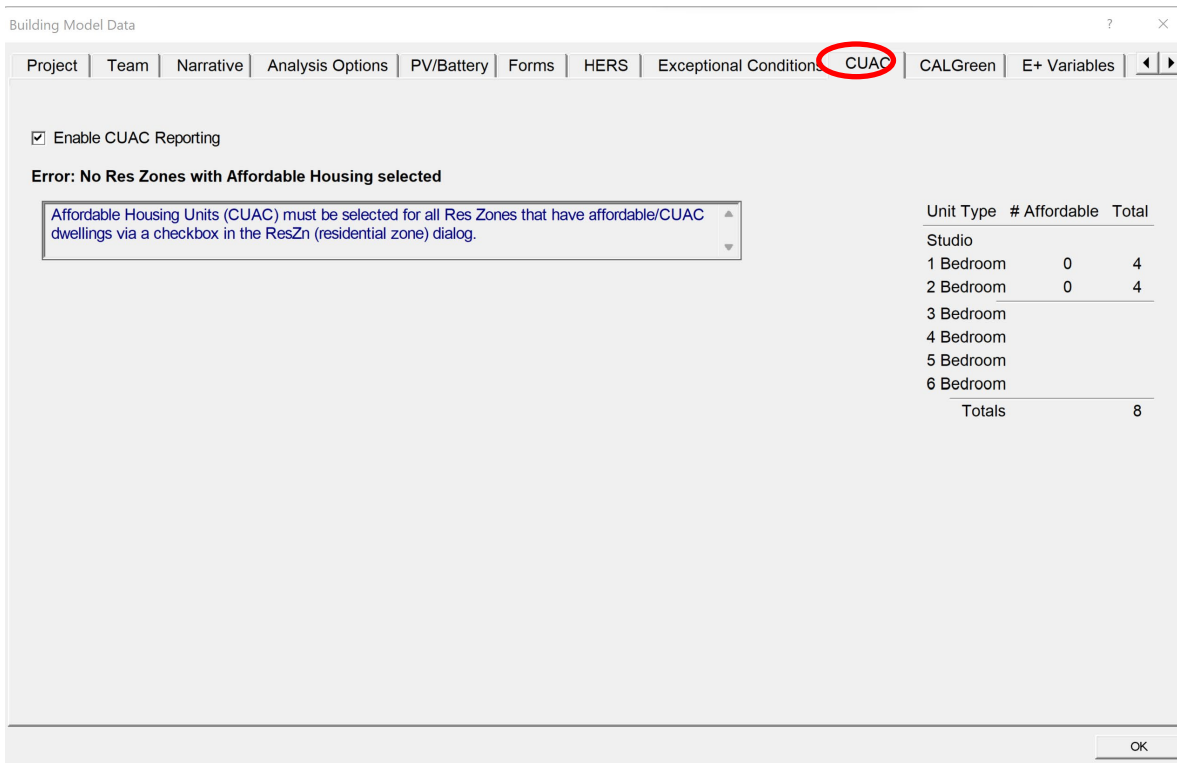 Building Model Data ?
Project Team Narrative Analysis Options PV/Battery Forms HERS Exceptional Conditions CUAC CALGreen E+ Variables
Enable CUAC Reporting
Error: No Res Zones with Affordable Housing selected
Affordable Housing Units (CUAC) must be selected for all Res Zones that have affordable/CUAC
dwellings via a checkbox in the ResZn (residential zone) dialog.
Unit Type # Affordable Total
Studio
1 Bedroom 0 4
2 Bedroom 0 4
3 Bedroom
4 Bedroom
5 Bedroom
6 Bedroom
Totals 8
OK